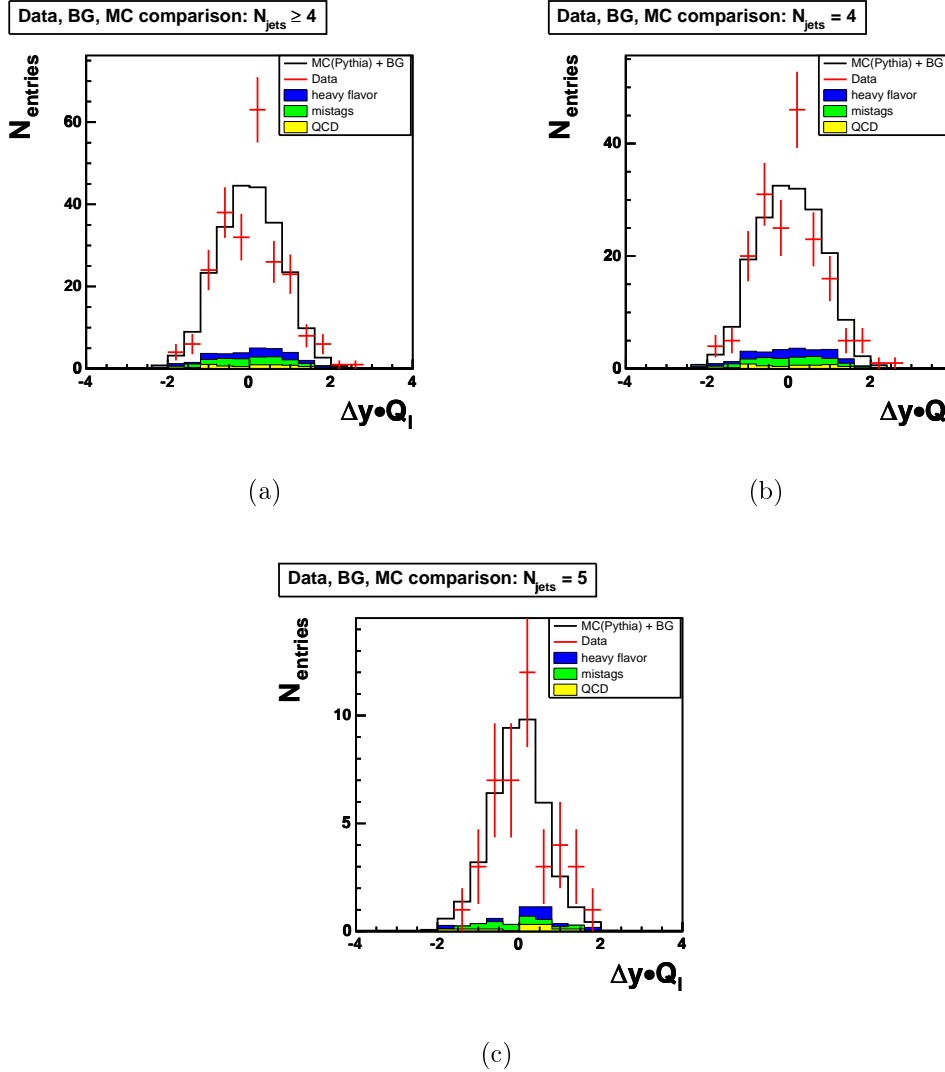 Data, BG, MC comparison: N_jets ≥ 4
N_entries
MC(Pythia) + BG
Data
heavy flavor
mistags
QCD
60
40
20
0
-4 -2 0 2 4
Δy•Q_l
(a)
Data, BG, MC comparison: N_jets = 4
N_entries
MC(Pythia) + BG
Data
heavy flavor
mistags
QCD
40
20
0
-4 -2 0 2
Δy•Q
(b)
Data, BG, MC comparison: N_jets = 5
N_entries
MC(Pythia) + BG
Data
heavy flavor
mistags
QCD
10
5
0
-4 -2 0 2 4
Δy•Q_l
(c)